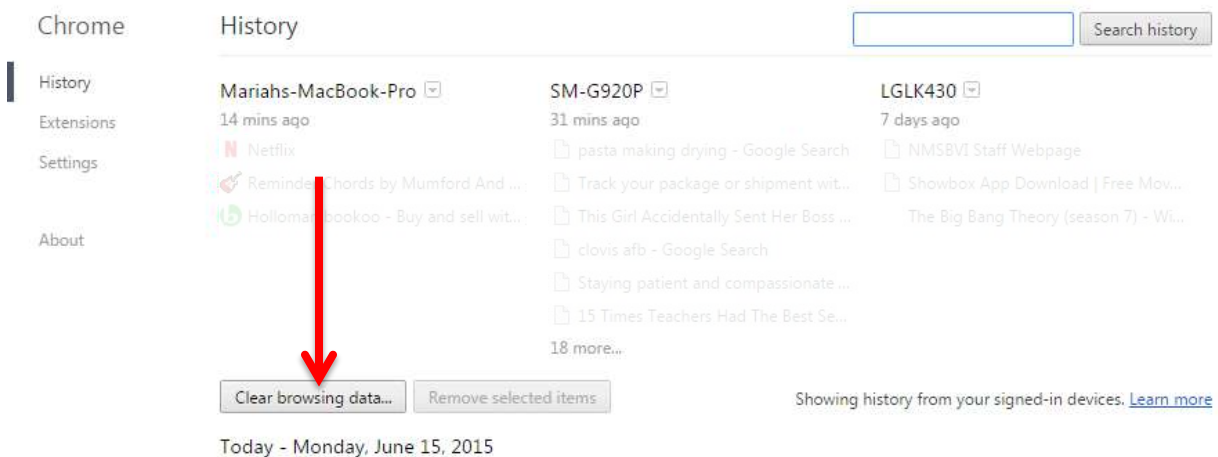 Chrome
History
Search history
History
Extensions
Settings
About
Mariahs-MacBook-Pro
14 mins ago
Netflix
Reminder Chords by Mumford And ...
Holloman bookoo - Buy and sell wit...
SM-G920P
31 mins ago
pasta making drying - Google Search
Track your package or shipment wit...
This Girl Accidentally Sent Her Boss ...
clovis afb - Google Search
Staying patient and compassionate ...
15 Times Teachers Had The Best Se...
18 more...
LGLK430
7 days ago
NMSBVI Staff Webpage
Showbox App Download | Free Mov...
The Big Bang Theory (season 7) - Wi...
Clear browsing data...
Remove selected items
Showing history from your signed-in devices. Learn more
Today - Monday, June 15, 2015